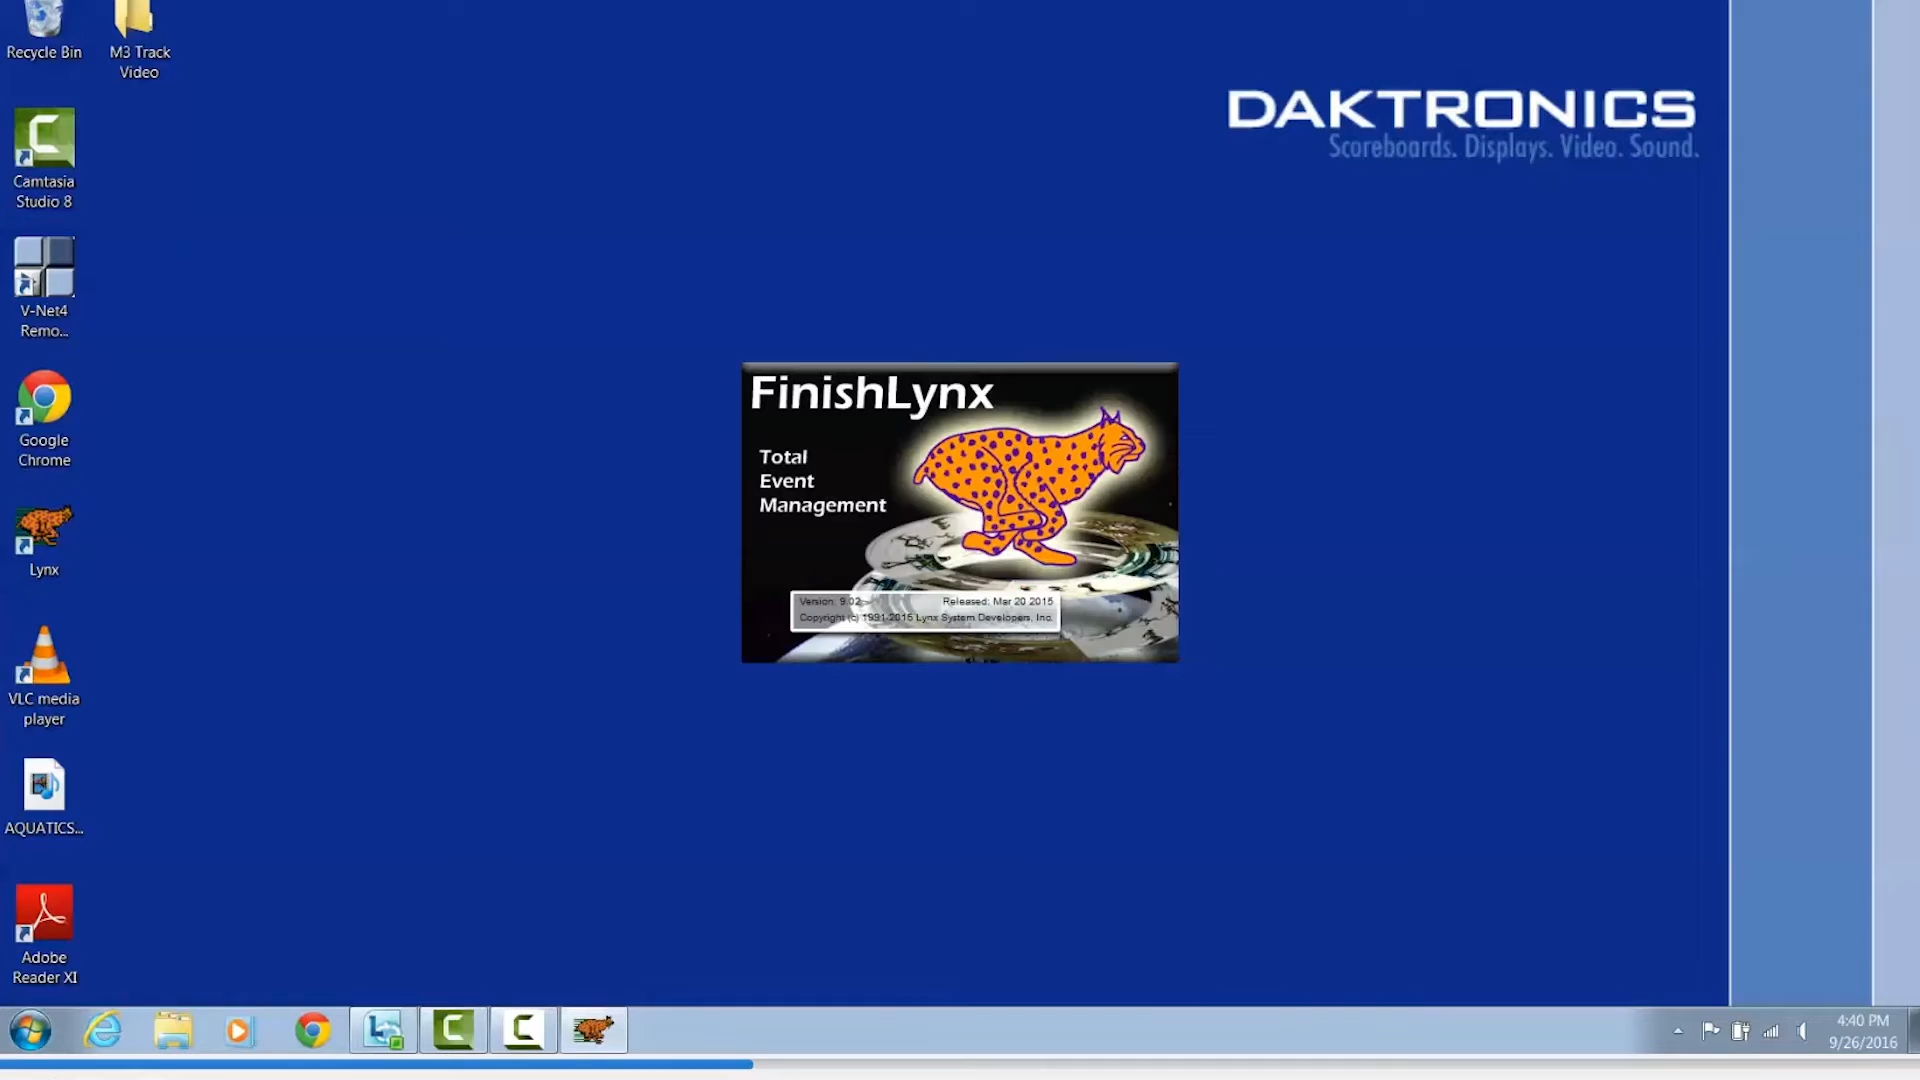 Recycle Bin
M3 Track
Video
DAKTRONICS
Scoreboards. Displays. Video. Sound.
Camtasia
Studio 8
V-Net4
Remo...
Google
Chrome
Lynx
VLC media
player
AQUATICS...
Adobe
Reader XI
FinishLynx
Total
Event
Management
Version: 9.02 Released: Mar 20 2015
Copyright (c) 1991-2015 Lynx System Developers, Inc.
4:40 PM
9/26/2016